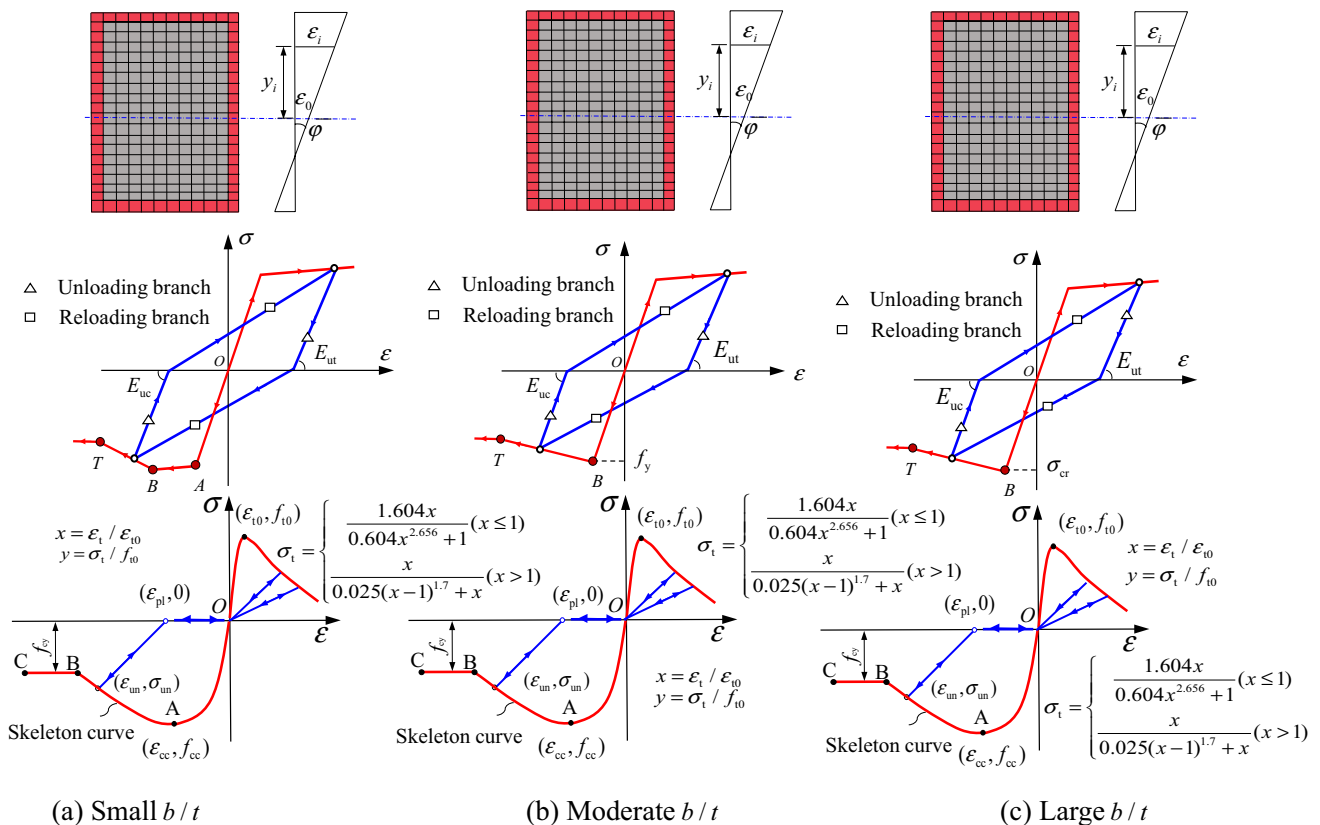 ε_i
y_i
ε_0
φ
ε_i
y_i
ε_0
φ
ε_i
y_i
ε_0
φ
σ
△ Unloading branch
□ Reloading branch
O
E_ut
ε
E_uc
T
B
A
σ
△ Unloading branch
□ Reloading branch
O
E_ut
ε
E_uc
T
B
f_y
σ
△ Unloading branch
□ Reloading branch
O
E_ut
ε
E_uc
T
B
σ_cr
σ
(ε_t0, f_t0)
x = ε_t / ε_t0
y = σ_t / f_t0
σ_t = { 1.604x / 0.604x^2.656 + 1 (x ≤ 1)
x / 0.025(x−1)^1.7 + x (x > 1)
(ε_pl, 0)
O
ε
f_cy
C
B
(ε_un, σ_un)
A
Skeleton curve
(ε_cc, f_cc)
σ
(ε_t0, f_t0)
σ_t = { 1.604x / 0.604x^2.656 + 1 (x ≤ 1)
x / 0.025(x−1)^1.7 + x (x > 1)
(ε_pl, 0)
O
ε
f_cy
C
B
(ε_un, σ_un)
x = ε_t / ε_t0
y = σ_t / f_t0
A
Skeleton curve
(ε_cc, f_cc)
σ
(ε_t0, f_t0)
x = ε_t / ε_t0
y = σ_t / f_t0
(ε_pl, 0)
O
ε
f_cy
C
B
(ε_un, σ_un)
σ_t = { 1.604x / 0.604x^2.656 + 1 (x ≤ 1)
x / 0.025(x−1)^1.7 + x (x > 1)
A
Skeleton curve
(ε_cc, f_cc)
(a) Small b / t
(b) Moderate b / t
(c) Large b / t